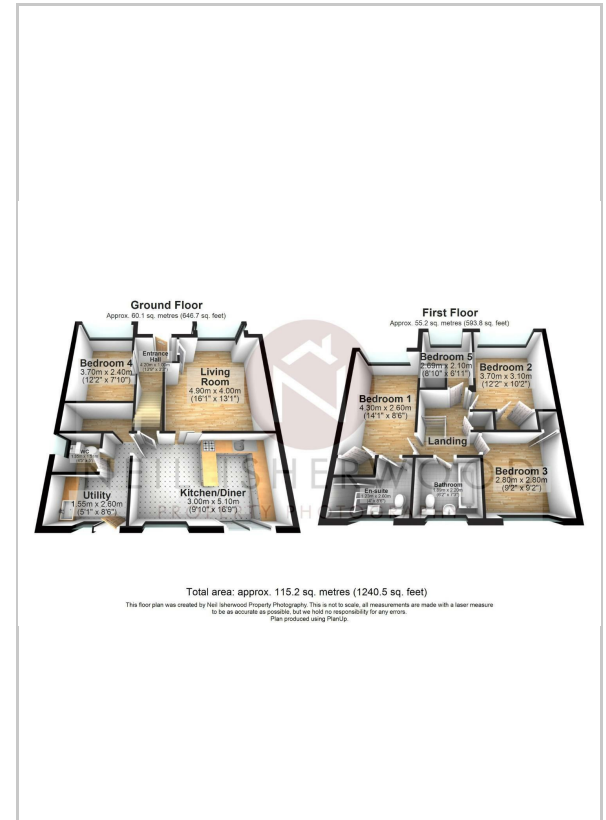 Ground Floor
Approx. 60.1 sq. metres (646.7 sq. feet)
Bedroom 4
3.70m x 2.40m
(12'2" x 7'10")
Entrance
Hall
Living
Room
4.90m x 4.00m
(16'1" x 13'1")
WC
Utility
1.55m x 2.60m
(5'1" x 8'6")
Kitchen/Diner
3.00m x 5.10m
(9'10" x 16'9")
First Floor
Approx. 55.2 sq. metres (593.8 sq. feet)
Bedroom 5
2.69m x 2.10m
(8'10" x 6'11")
Bedroom 2
3.70m x 3.10m
(12'2" x 10'2")
Bedroom 1
4.30m x 2.60m
(14'1" x 8'6")
Landing
Bedroom 3
2.80m x 2.80m
(9'2" x 9'2")
En-suite
Bathroom
NEIL ISHERWOOD
PROPERTY PHOTOGRAPHY
Total area: approx. 115.2 sq. metres (1240.5 sq. feet)
This floor plan was created by Neil Isherwood Property Photography. This is not to scale, all measurements are made with a laser measure
to be as accurate as possible, but we hold no responsibility for any errors.
Plan produced using PlanUp.